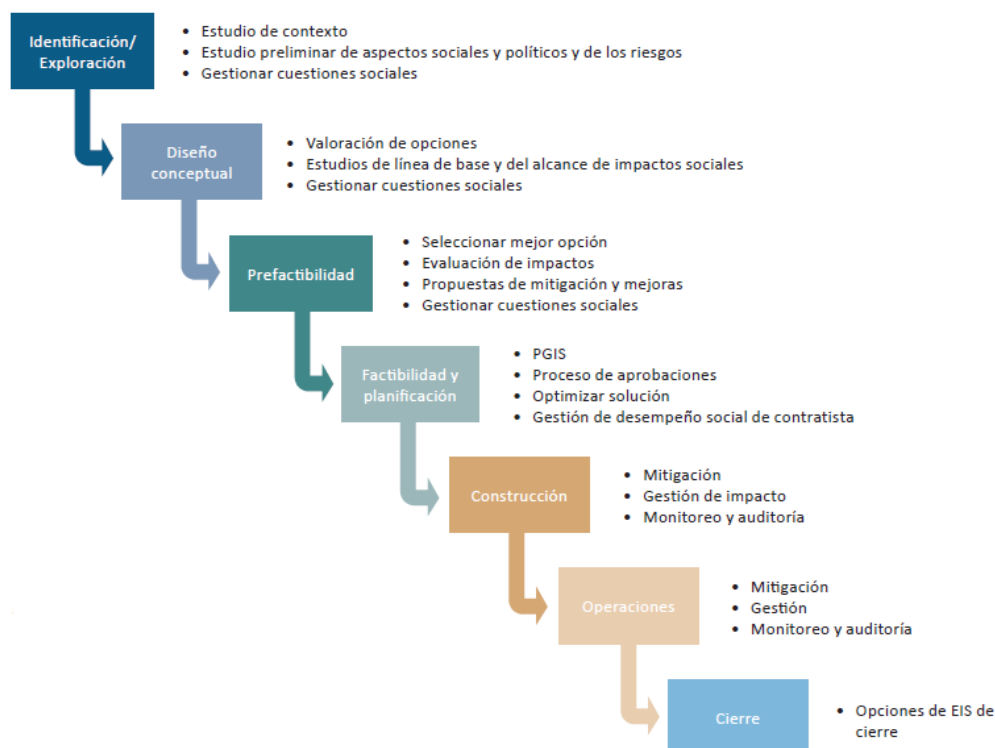 Identificación/
Exploración
• Estudio de contexto
• Estudio preliminar de aspectos sociales y políticos y de los riesgos
• Gestionar cuestiones sociales
Diseño
conceptual
• Valoración de opciones
• Estudios de línea de base y del alcance de impactos sociales
• Gestionar cuestiones sociales
Prefactibilidad
• Seleccionar mejor opción
• Evaluación de impactos
• Propuestas de mitigación y mejoras
• Gestionar cuestiones sociales
Factibilidad y
planificación
• PGIS
• Proceso de aprobaciones
• Optimizar solución
• Gestión de desempeño social de contratista
Construcción
• Mitigación
• Gestión de impacto
• Monitoreo y auditoría
Operaciones
• Mitigación
• Gestión
• Monitoreo y auditoría
Cierre
• Opciones de EIS de
cierre